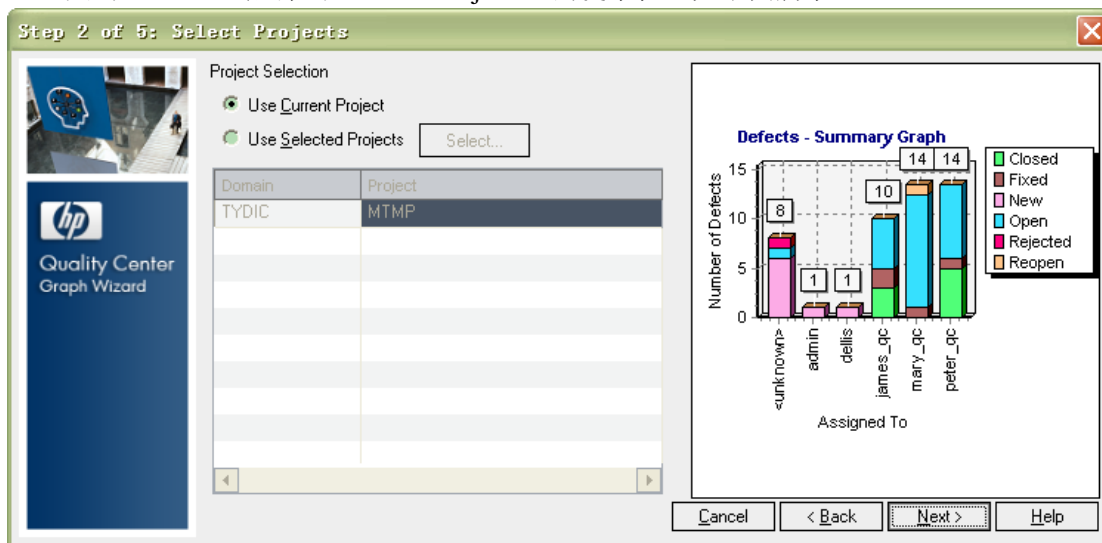 Step 2 of 5: Select Projects
Project Selection
Use Current Project
Use Selected Projects
Select...
Domain Project
TYDIC MTMP
hp
Quality Center
Graph Wizard
Defects - Summary Graph
Number of Defects
15
10
5
0
8
1
1
10
14
14
<unknown>
admin
dellis
james_qc
mary_qc
peter_qc
Assigned To
Closed
Fixed
New
Open
Rejected
Reopen
Cancel
< Back
Next >
Help